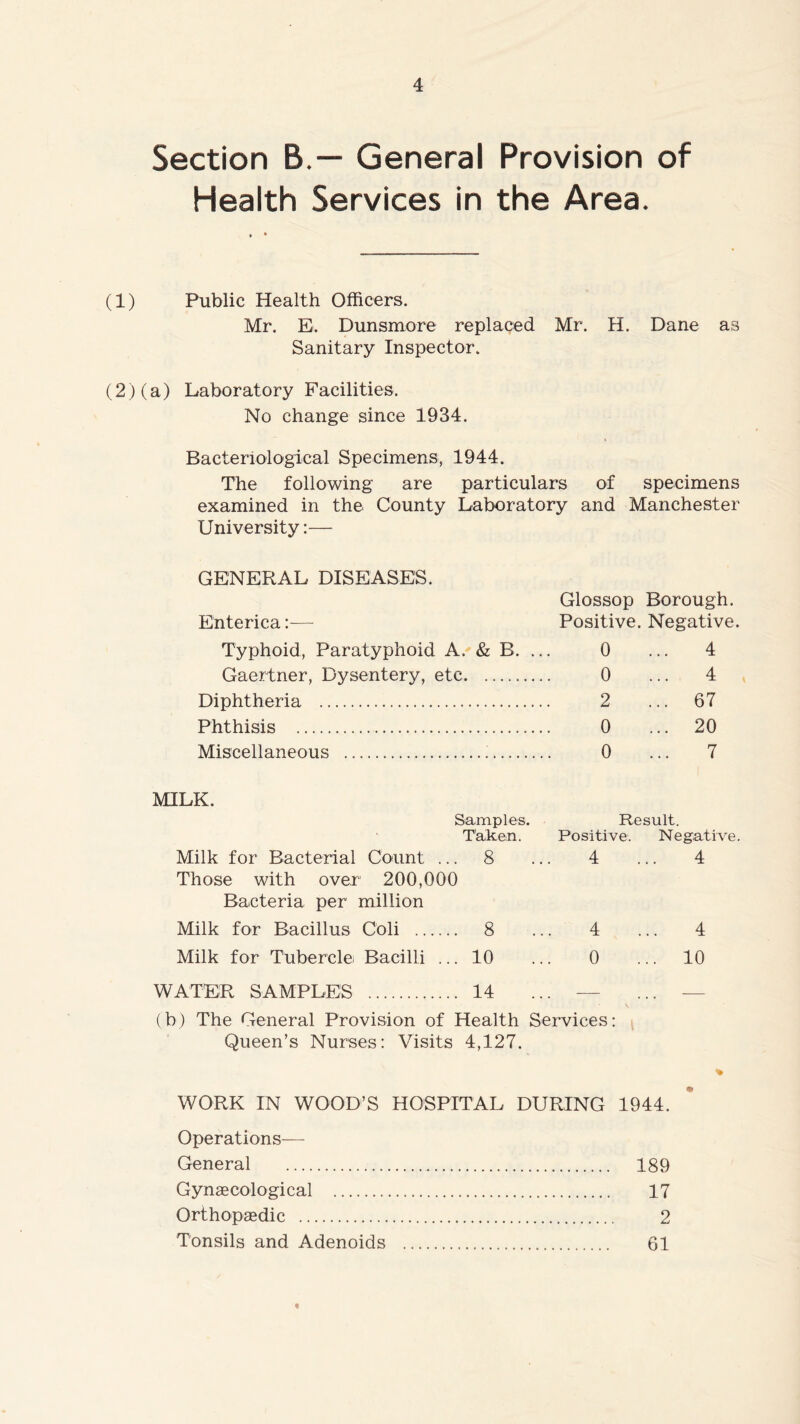 4
Section B.— General Provision of
Health Services in the Area.
(1) Public Health Officers.
Mr. E. Dunsmore replaced Mr. H. Dane as
Sanitary Inspector.
(2)(a) Laboratory Facilities.
No change since 1934.
Bacteriological Specimens, 1944.
The following are particulars of specimens
examined in the County Laboratory and Manchester
University:—
GENERAL DISEASES.
Glossop Borough.
Enterica:— Positive. Negative.
Typhoid, Paratyphoid A. & B. ... 0 ... 4
Gaertner, Dysentery, etc. .......... 0 ... 4
Diphtheria .......... 2 ... 67
Phthisis .......... 0 ... 20
Miscellaneous .......... 0 ... 7
MILK.
Samples. Result.
Taken. Positive. Negative.
Milk for Bacterial Count ... 8 ... 4 ... 4
Those with over 200,000
Bacteria per million
Milk for Bacillus Coli ...... 8 ... 4 ... 4
Milk for Tubercle Bacilli ... 10 ... 0 ... 10
WATER SAMPLES ............ 14 ... — ... —
(b) The General Provision of Health Services:
Queen's Nurses: Visits 4,127.
WORK IN WOOD'S HOSPITAL DURING 1944.
Operations—
General .......... 189
Gynæcological .......... 17
Orthopædic .......... 2
Tonsils and Adenoids .......... 61